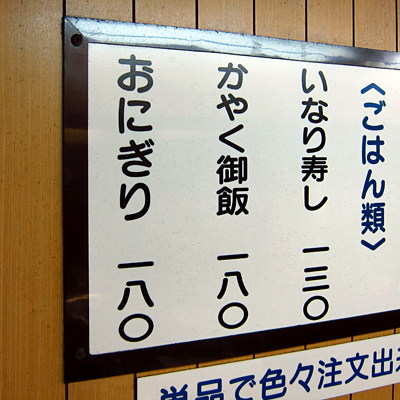 〈ごはん類〉
いなり寿し 一三〇
かやく御飯 一八〇
おにぎり 一八〇
単品で色々注文出